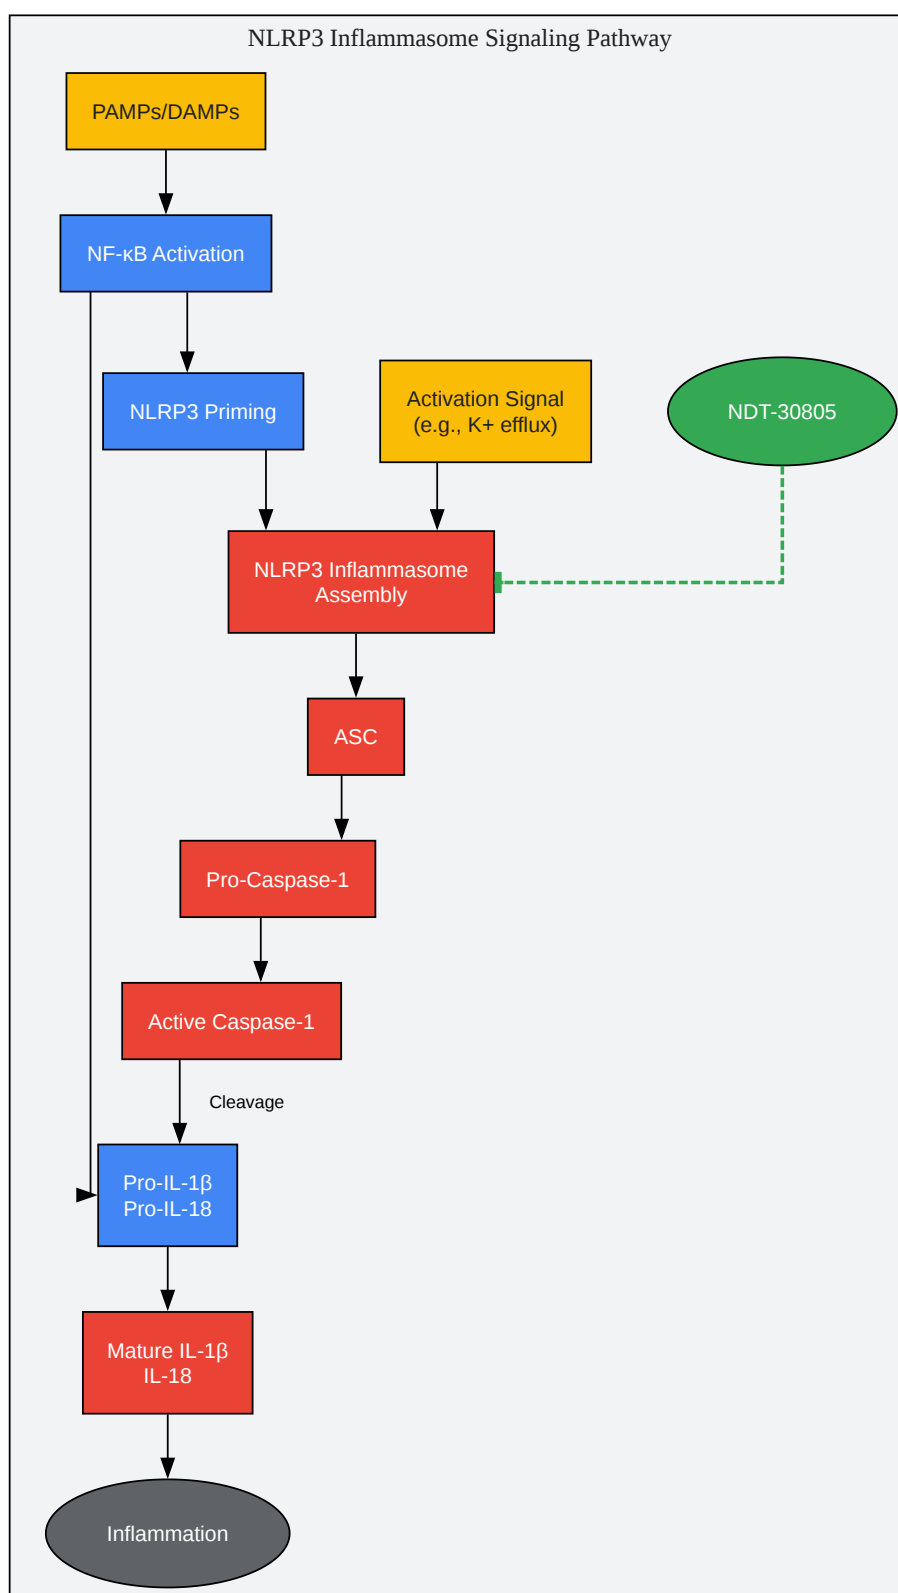 NLRP3 Inflammasome Signaling Pathway
PAMPs/DAMPs
NF-κB Activation
NLRP3 Priming
Activation Signal
(e.g., K+ efflux)
NDT-30805
NLRP3 Inflammasome
Assembly
ASC
Pro-Caspase-1
Active Caspase-1
Cleavage
Pro-IL-1β
Pro-IL-18
Mature IL-1β
IL-18
Inflammation